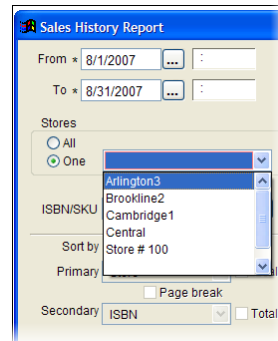 Sales History Report
From * 8/1/2007 ... :
To * 8/31/2007 ... :
Stores
All
One
Arlington3
Brookline2
Cambridge1
Central
Store # 100
ISBN/SKU
Sort by
Primary
Page break
Secondary ISBN Total